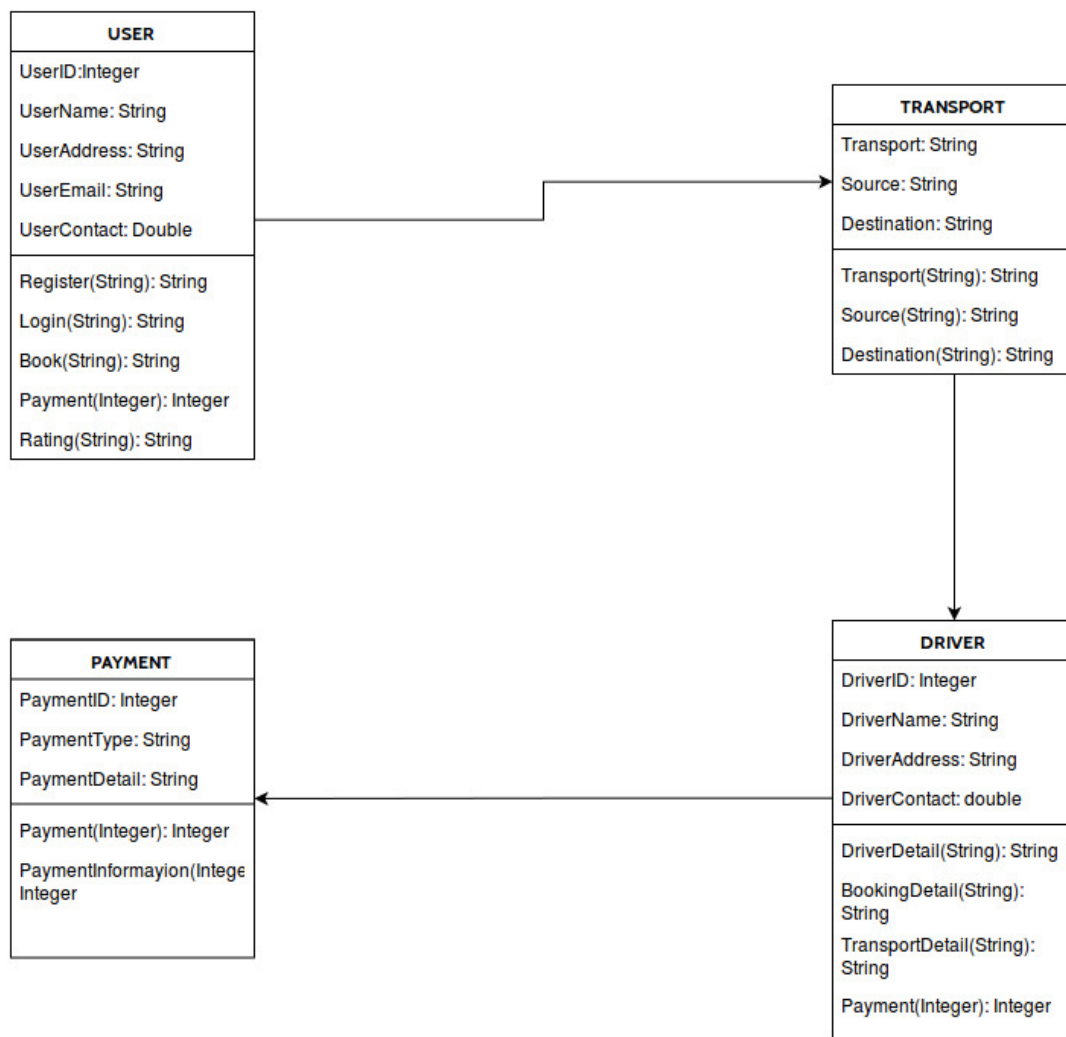 USER
UserID:Integer
UserName: String
UserAddress: String
UserEmail: String
UserContact: Double
Register(String): String
Login(String): String
Book(String): String
Payment(Integer): Integer
Rating(String): String
TRANSPORT
Transport: String
Source: String
Destination: String
Transport(String): String
Source(String): String
Destination(String): String
PAYMENT
PaymentID: Integer
PaymentType: String
PaymentDetail: String
Payment(Integer): Integer
PaymentInformayion(Intege
Integer
DRIVER
DriverID: Integer
DriverName: String
DriverAddress: String
DriverContact: double
DriverDetail(String): String
BookingDetail(String):
String
TransportDetail(String):
String
Payment(Integer): Integer